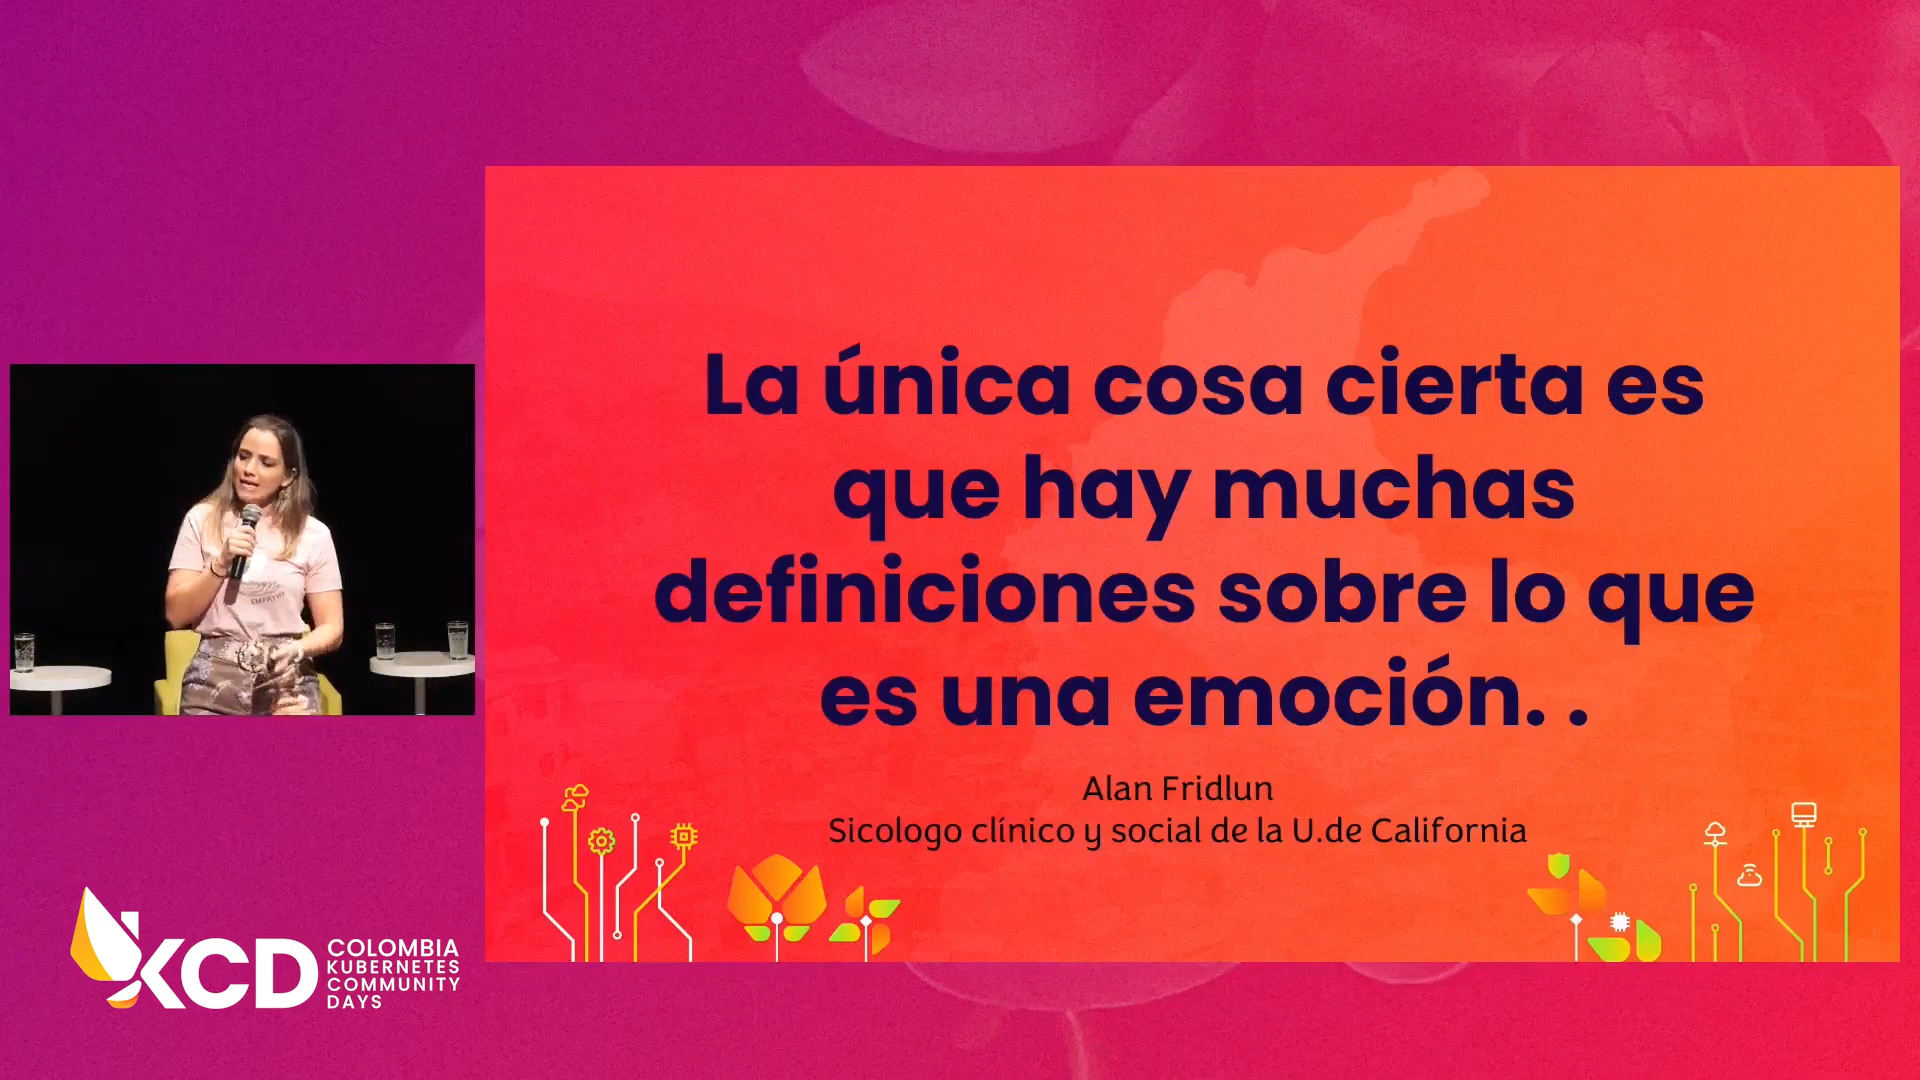 La única cosa cierta es
que hay muchas
definiciones sobre lo que
es una emoción. .
Alan Fridlun
Sicologo clínico y social de la U.de California
EMPATHY
KCD
COLOMBIA
KUBERNETES
COMMUNITY
DAYS